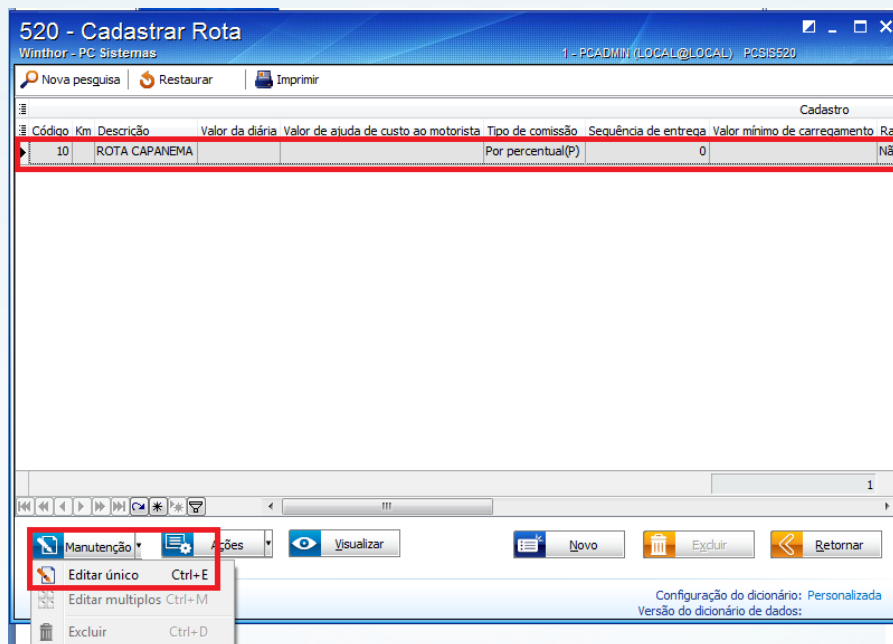 520 - Cadastrar Rota
Winthor - PC Sistemas
1 - PCADMIN (LOCAL@LOCAL) PCSIS520
Nova pesquisa Restaurar Imprimir
Cadastro
Código Km Descrição Valor da diária Valor de ajuda de custo ao motorista Tipo de comissão Sequência de entrega Valor mínimo de carregamento Ra
10 ROTA CAPANEMA Por percentual(P) 0 Nã
1
Manutenção Ações Visualizar Novo Excluir Retornar
Editar único Ctrl+E
Editar multiplos Ctrl+M
Excluir Ctrl+D
Configuração do dicionário: Personalizada
Versão do dicionário de dados: